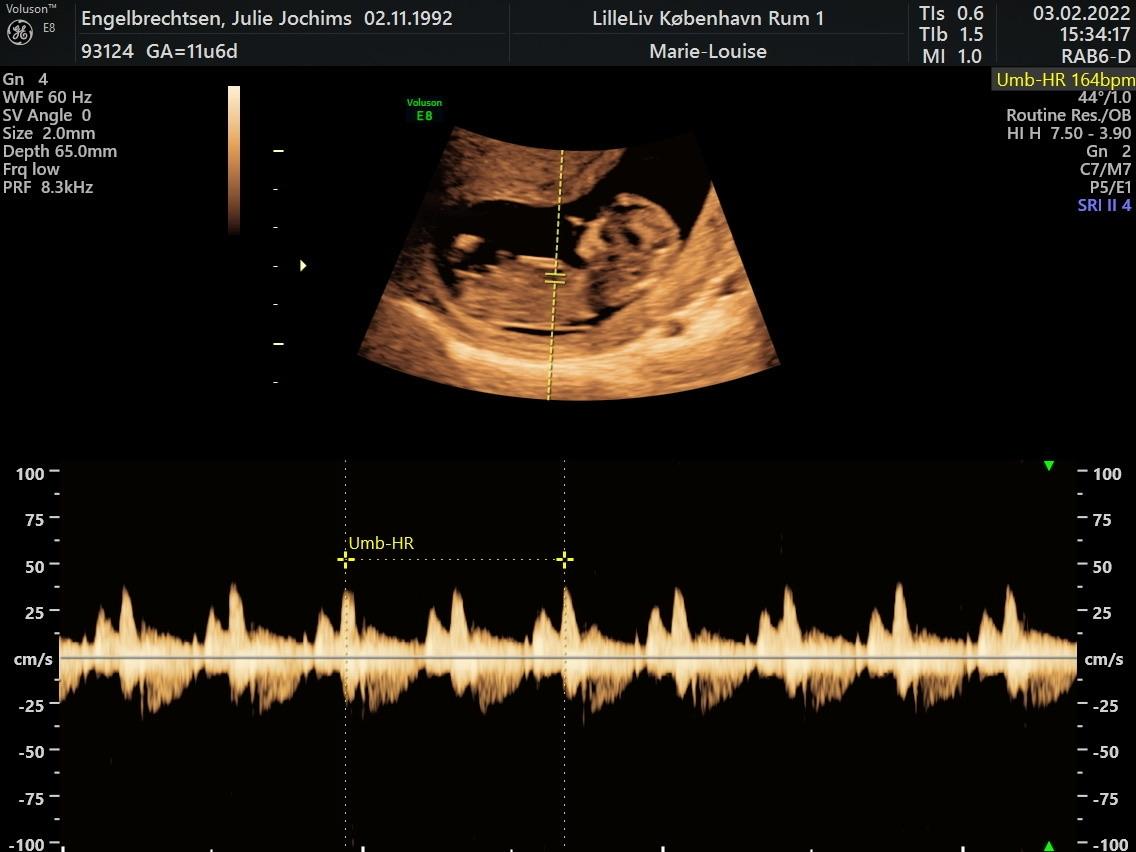 Voluson™
E8
Engelbrechtsen, Julie Jochims 02.11.1992
93124 GA=11u6d
LilleLiv København Rum 1
Marie-Louise
TIs 0.6
TIb 1.5
MI 1.0
03.02.2022
15:34:17
RAB6-D
Gn 4
WMF 60 Hz
SV Angle 0
Size 2.0mm
Depth 65.0mm
Frq low
PRF 8.3kHz
Voluson
E8
Umb-HR 164bpm
44°/1.0
Routine Res./OB
HI H 7.50 - 3.90
Gn 2
C7/M7
P5/E1
SRI II 4
Umb-HR
100
75
50
25
cm/s
-25
-50
-75
-100
100
75
50
25
cm/s
-25
-50
-75
-100